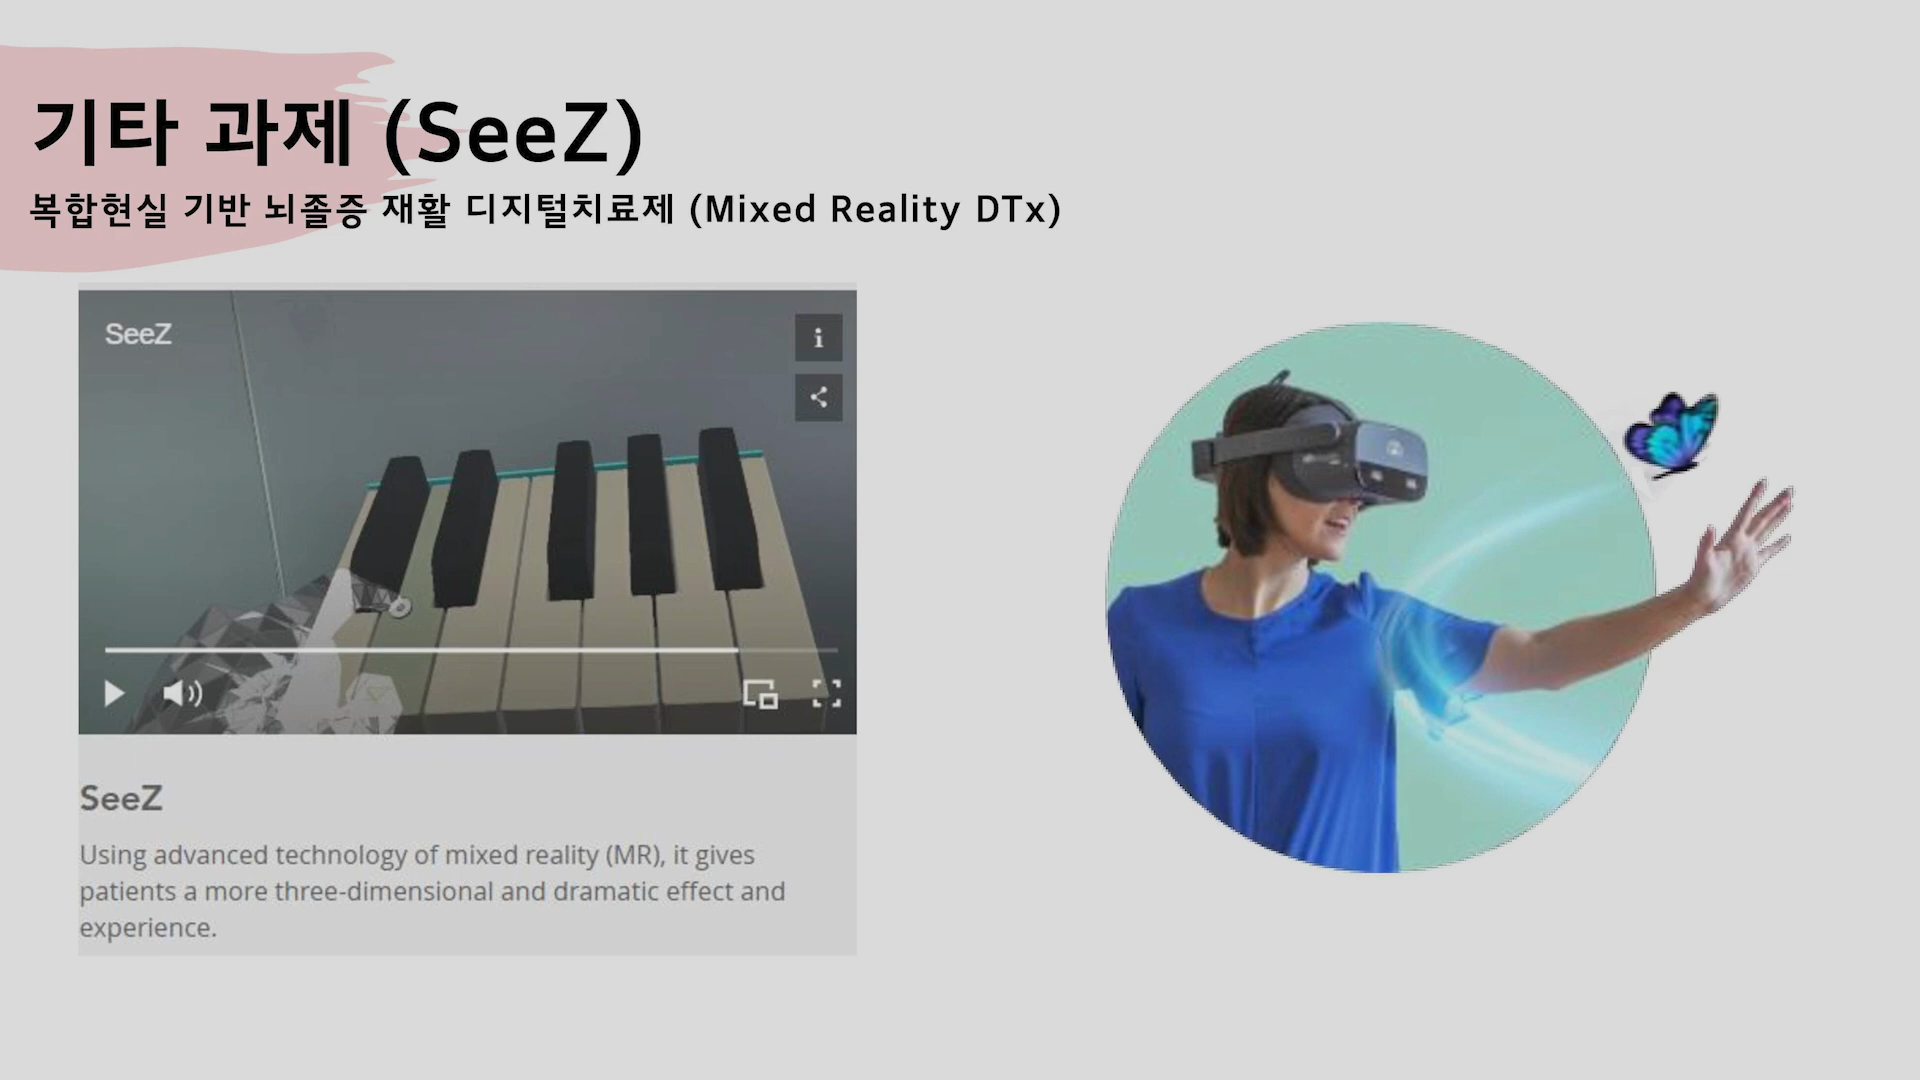 기타 과제 (SeeZ)
복합현실 기반 뇌졸증 재활 디지털치료제 (Mixed Reality DTx)
SeeZ
SeeZ
Using advanced technology of mixed reality (MR), it gives
patients a more three-dimensional and dramatic effect and
experience.